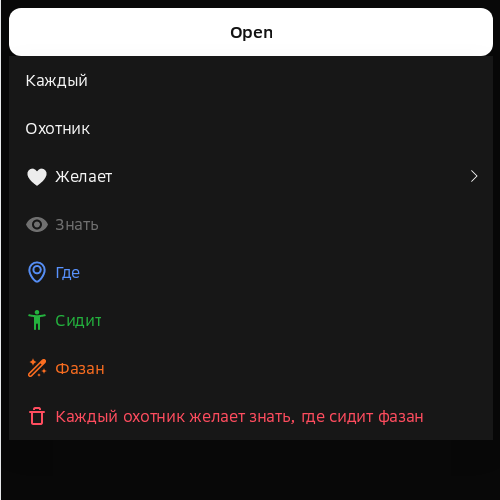 Open
Каждый
Охотник
Желает
Знать
Где
Сидит
Фазан
Каждый охотник желает знать, где сидит фазан